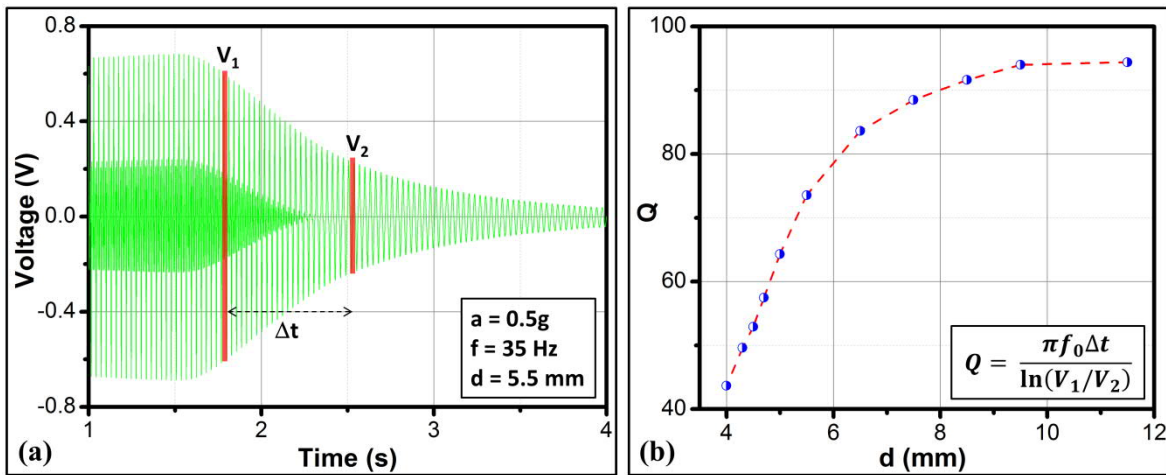 0.8
0.4
0.0
-0.4
-0.8
Voltage (V)
V₁
V₂
Δt
a = 0.5g
f = 35 Hz
d = 5.5 mm
1 2 3 4
Time (s)
(a)
100
80
60
40
Q
Q = πf₀Δt / ln(V₁/V₂)
4 6 8 10 12
d (mm)
(b)